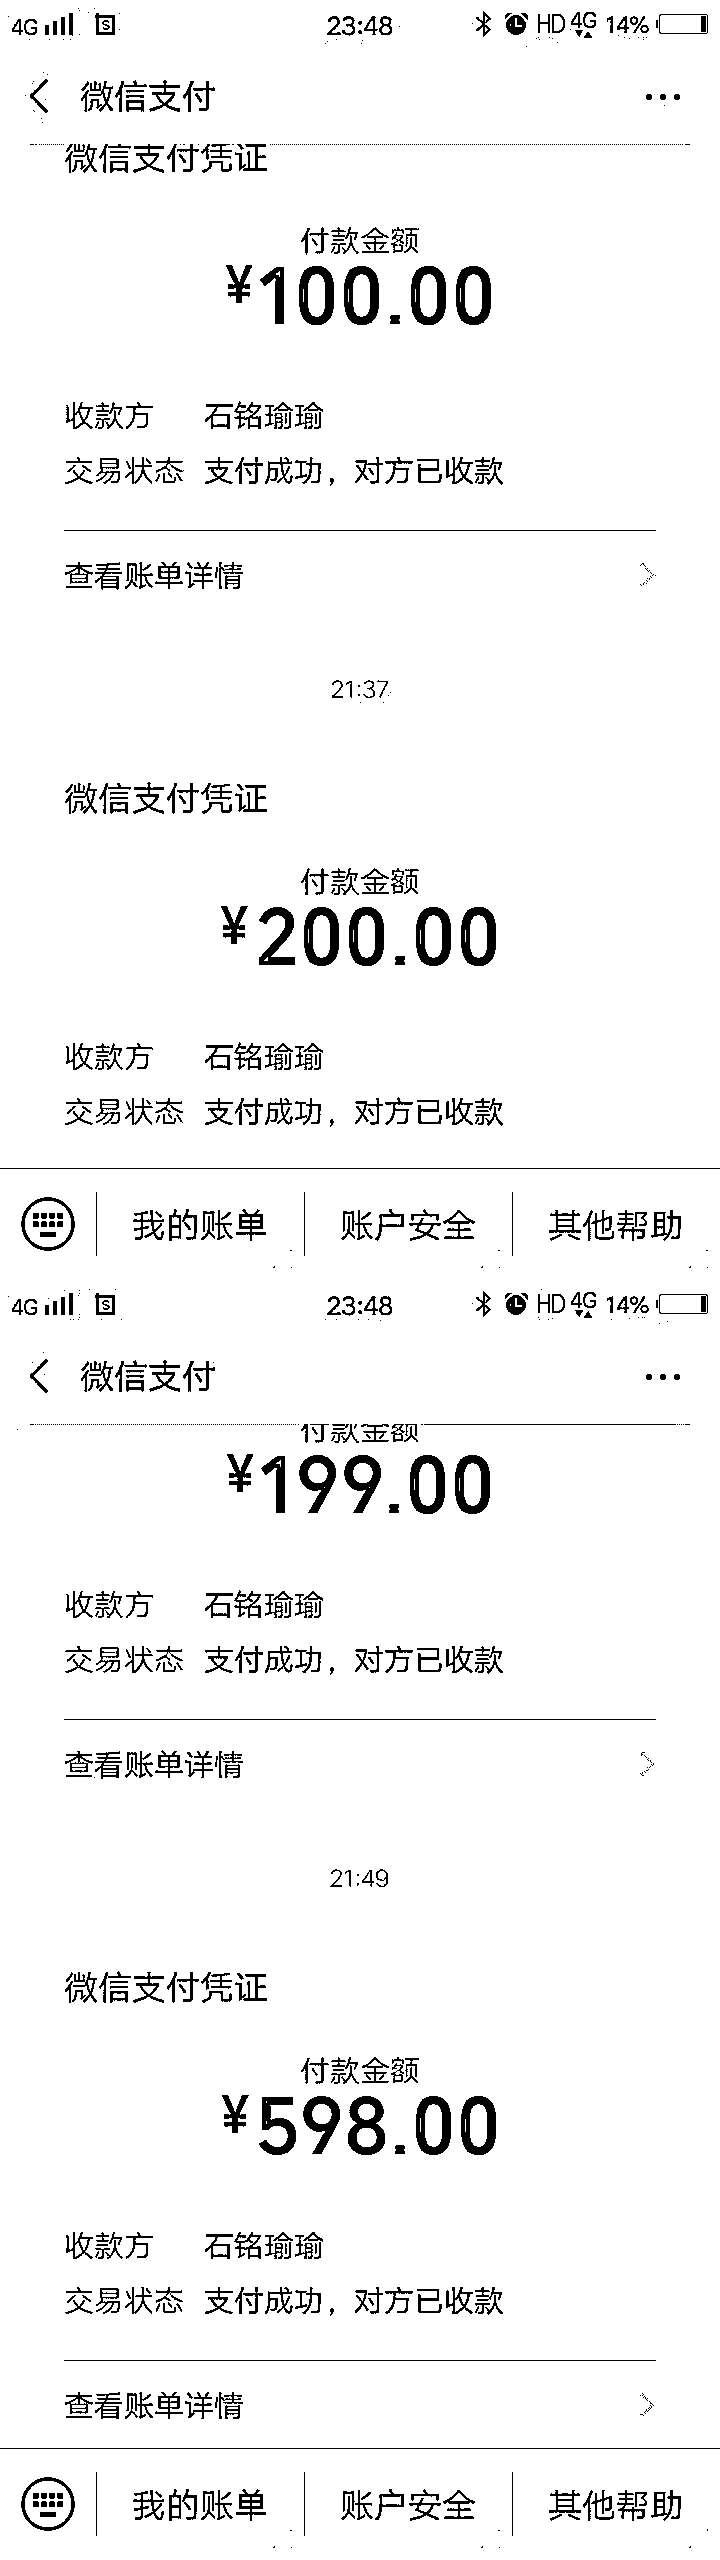 4G 23:48 HD 4G 14%
微信支付
微信支付凭证
付款金额
¥100.00
收款方 石铭瑜瑜
交易状态 支付成功，对方已收款
查看账单详情
21:37
微信支付凭证
付款金额
¥200.00
收款方 石铭瑜瑜
交易状态 支付成功，对方已收款
我的账单 账户安全 其他帮助
4G 23:48 HD 4G 14%
微信支付
付款金额
¥199.00
收款方 石铭瑜瑜
交易状态 支付成功，对方已收款
查看账单详情
21:49
微信支付凭证
付款金额
¥598.00
收款方 石铭瑜瑜
交易状态 支付成功，对方已收款
查看账单详情
我的账单 账户安全 其他帮助